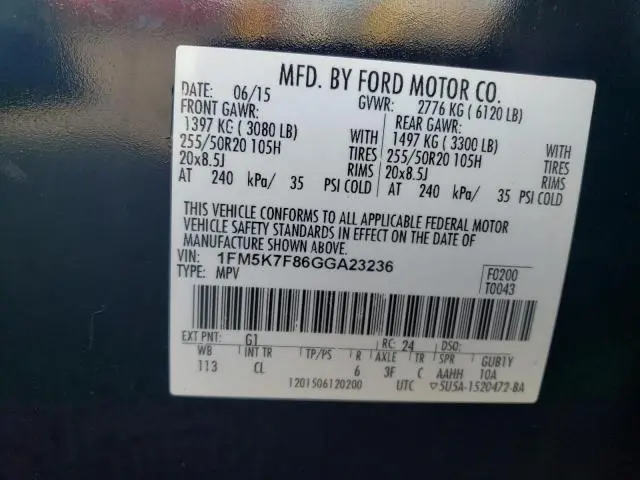 MFD. BY FORD MOTOR CO.
DATE: 06/15 GVWR: 2776 KG ( 6120 LB)
FRONT GAWR: REAR GAWR:
1397 KG ( 3080 LB) WITH 1497 KG ( 3300 LB) WITH
255/50R20 105H TIRES 255/50R20 105H TIRES
20x8.5J RIMS 20x8.5J RIMS
AT 240 kPa/ 35 PSI COLD AT 240 kPa/ 35 PSI COLD
THIS VEHICLE CONFORMS TO ALL APPLICABLE FEDERAL MOTOR
VEHICLE SAFETY STANDARDS IN EFFECT ON THE DATE OF
MANUFACTURE SHOWN ABOVE.
VIN: 1FM5K7F86GGA23236
TYPE: MPV
F0200
T0043
EXT PNT: G1 RC: 24 DSO:
WB INT TR TP/PS R AXLE TR SPR GUB1Y
113 CL 6 3F C AAHH 10A
1201506120200 UTC ▽5U5A-1520472-BA